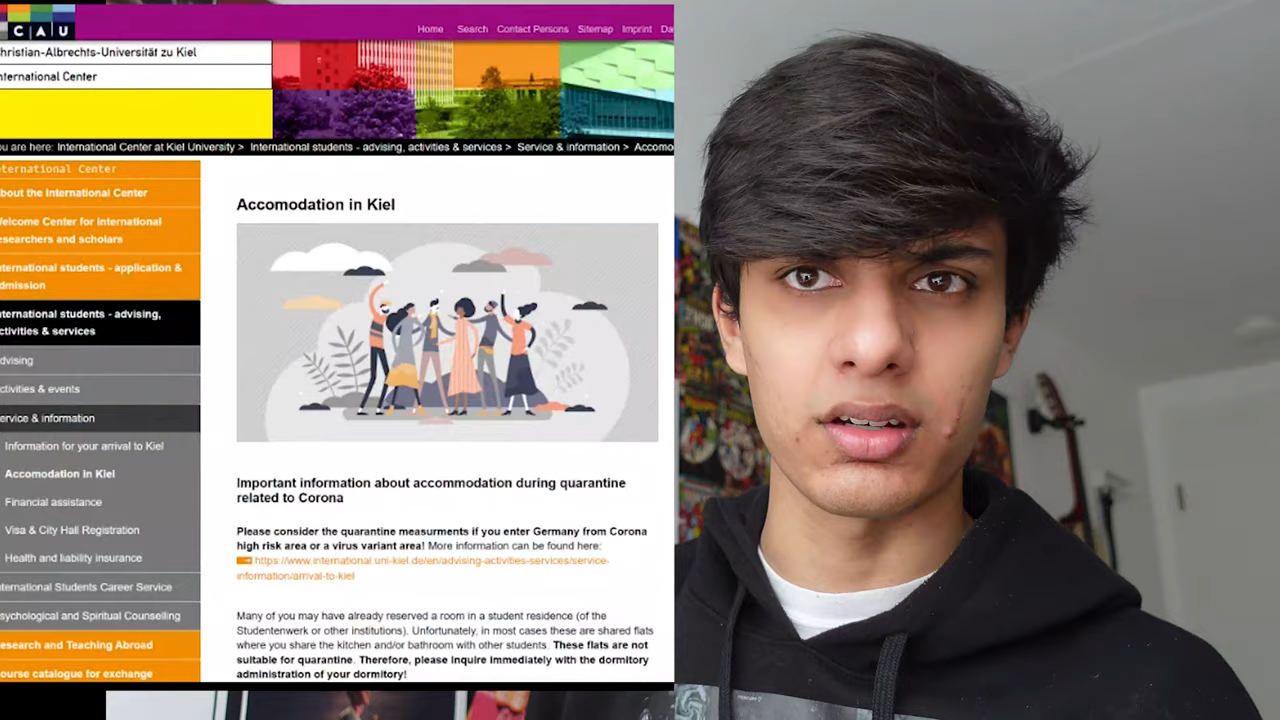 C A U
Home Search Contact Persons Sitemap Imprint Da
hristian-Albrechts-Universität zu Kiel
nternational Center
ou are here: International Center at Kiel University > International students - advising, activities & services > Service & information > Accomo
ternational Center
bout the International Center
elcome Center for International
esearchers and scholars
ternational students - application &
dmission
ternational students - advising,
ctivities & services
dvising
ctivities & events
ervice & information
Information for your arrival to Kiel
Accomodation in Kiel
Financial assistance
Visa & City Hall Registration
Health and liability insurance
nternational Students Career Service
sychological and Spiritual Counselling
esearch and Teaching Abroad
ourse catalogue for exchange
Accomodation in Kiel
Important information about accommodation during quarantine
related to Corona
Please consider the quarantine measurments if you enter Germany from Corona
high risk area or a virus variant area! More information can be found here:
https://www.international.uni-kiel.de/en/advising-activities-services/service-
information/arrival-to-kiel
Many of you may have already reserved a room in a student residence (of the
Studentenwerk or other institutions). Unfortunately, in most cases these are shared flats
where you share the kitchen and/or bathroom with other students. These flats are not
suitable for quarantine. Therefore, please inquire immediately with the dormitory
administration of your dormitory!